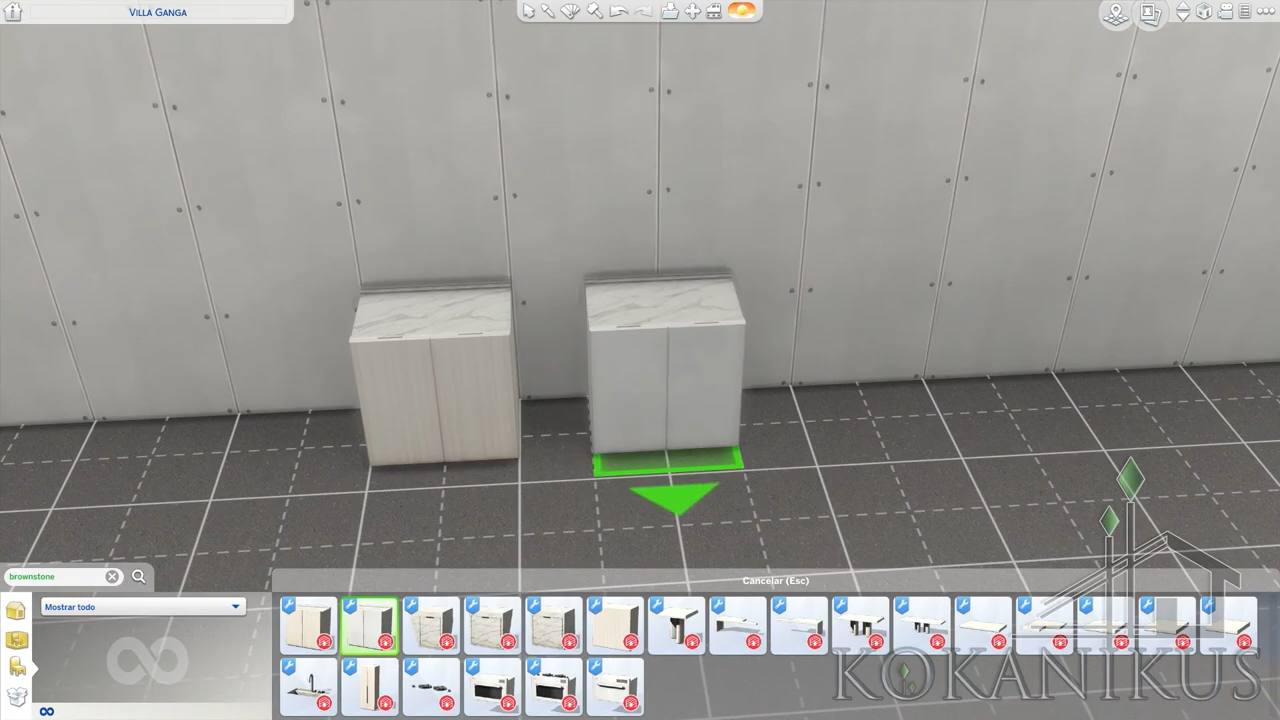 Villa Ganga
brownstone
Cancelar (Esc)
Mostrar todo
KOKANIKUS